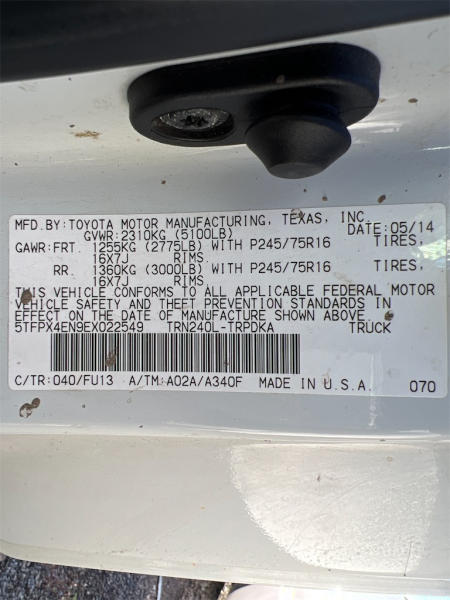 MFD.BY:TOYOTA MOTOR MANUFACTURING, TEXAS, INC.
GVWR:2310KG (5100LB) DATE:05/14
GAWR:FRT. 1255KG (2775LB) WITH P245/75R16 TIRES,
16X7J RIMS.
RR. 1360KG (3000LB) WITH P245/75R16 TIRES,
16X7J RIMS.
THIS VEHICLE CONFORMS TO ALL APPLICABLE FEDERAL MOTOR
VEHICLE SAFETY AND THEFT PREVENTION STANDARDS IN
EFFECT ON THE DATE OF MANUFACTURE SHOWN ABOVE.
5TFPX4EN9EX022549 TRN240L-TRPDKA TRUCK
C/TR:040/FU13 A/TM:A02A/A340F MADE IN U.S.A. 070